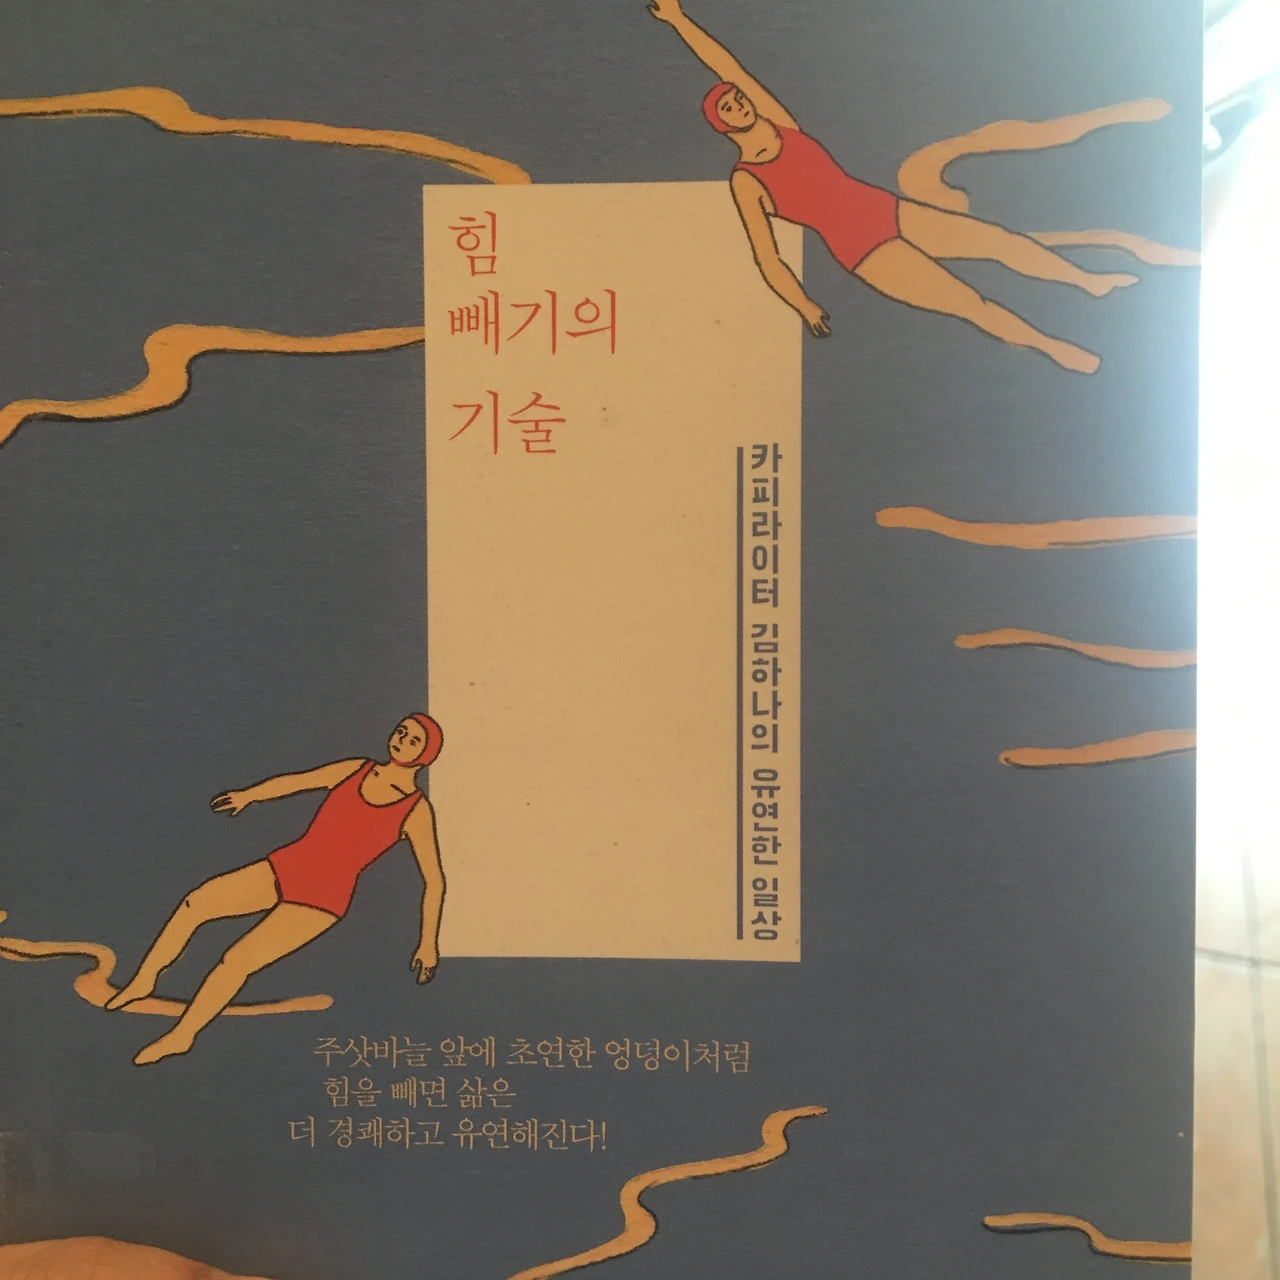 힘
빼기의
기술
카피라이터 김하나의 유연한 일상
주삿바늘 앞에 초연한 엉덩이처럼
힘을 빼면 삶은
더 경쾌하고 유연해진다!